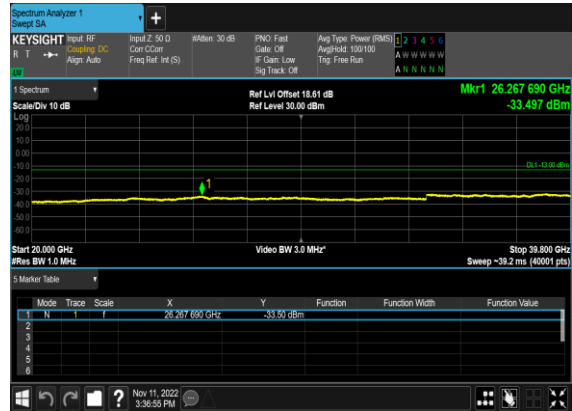 Spectrum Analyzer 1
Swept SA
+
KEYSIGHT Input: RF Input Z: 50 Ω #Atten: 30 dB PNO: Fast Avg Type: Power (RMS) 1 2 3 4 5 6
R T Coupling: DC Corr CCorr Gate: Off Avg|Hold: 100/100 A W W W W W
Align: Auto Freq Ref: Int (S) IF Gain: Low Trig: Free Run
Sig Track: Off A N N N N N
1 Spectrum Ref Lvl Offset 18.61 dB Mkr1 26.267 690 GHz
Scale/Div 10 dB Ref Level 30.00 dBm -33.497 dBm
Log
20.0
10.0
0.00
-10.0 DL1 -13.00 dBm
-20.0
-30.0 1
-40.0
-50.0
-60.0
Start 20.000 GHz Video BW 3.0 MHz* Stop 39.800 GHz
#Res BW 1.0 MHz Sweep ~39.2 ms (40001 pts)
5 Marker Table
Mode Trace Scale X Y Function Function Width Function Value
1 N 1 f 26.267 690 GHz -33.50 dBm
2
3
4
5
6
? Nov 11, 2022
3:36:55 PM